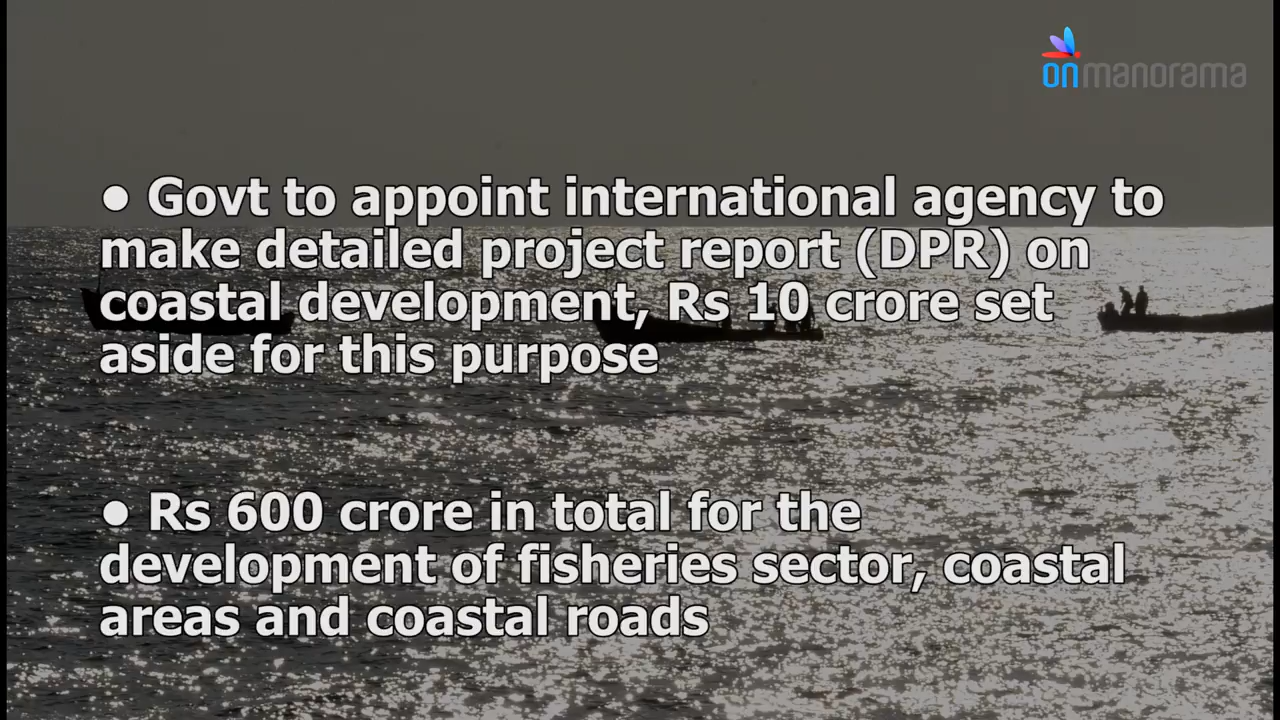 onmanorama
● Govt to appoint international agency to
make detailed project report (DPR) on
coastal development, Rs 10 crore set
aside for this purpose
● Rs 600 crore in total for the
development of fisheries sector, coastal
areas and coastal roads